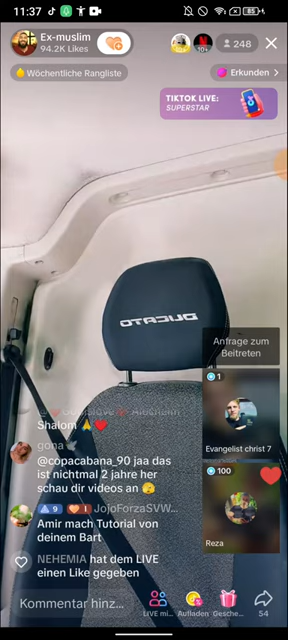 11:37
85
Ex-muslim
94.2K Likes
10+
248
Wöchentliche Rangliste
Erkunden >
TIKTOK LIVE:
SUPERSTAR
DUCATO
Anfrage zum
Beitreten
1
Evangelist christ 7
100
Reza
Shalom 🙏❤️
gona
@copacabana_90 jaa das
ist nichtmal 2 jahre her
schau dir videos an 🫣
9 1 JojoForzaSVW...
Amir mach Tutorial von
deinem Bart
NEHEMIA hat dem LIVE
einen Like gegeben
Kommentar hinz...
LIVE mi...
Aufladen
Gesche...
54